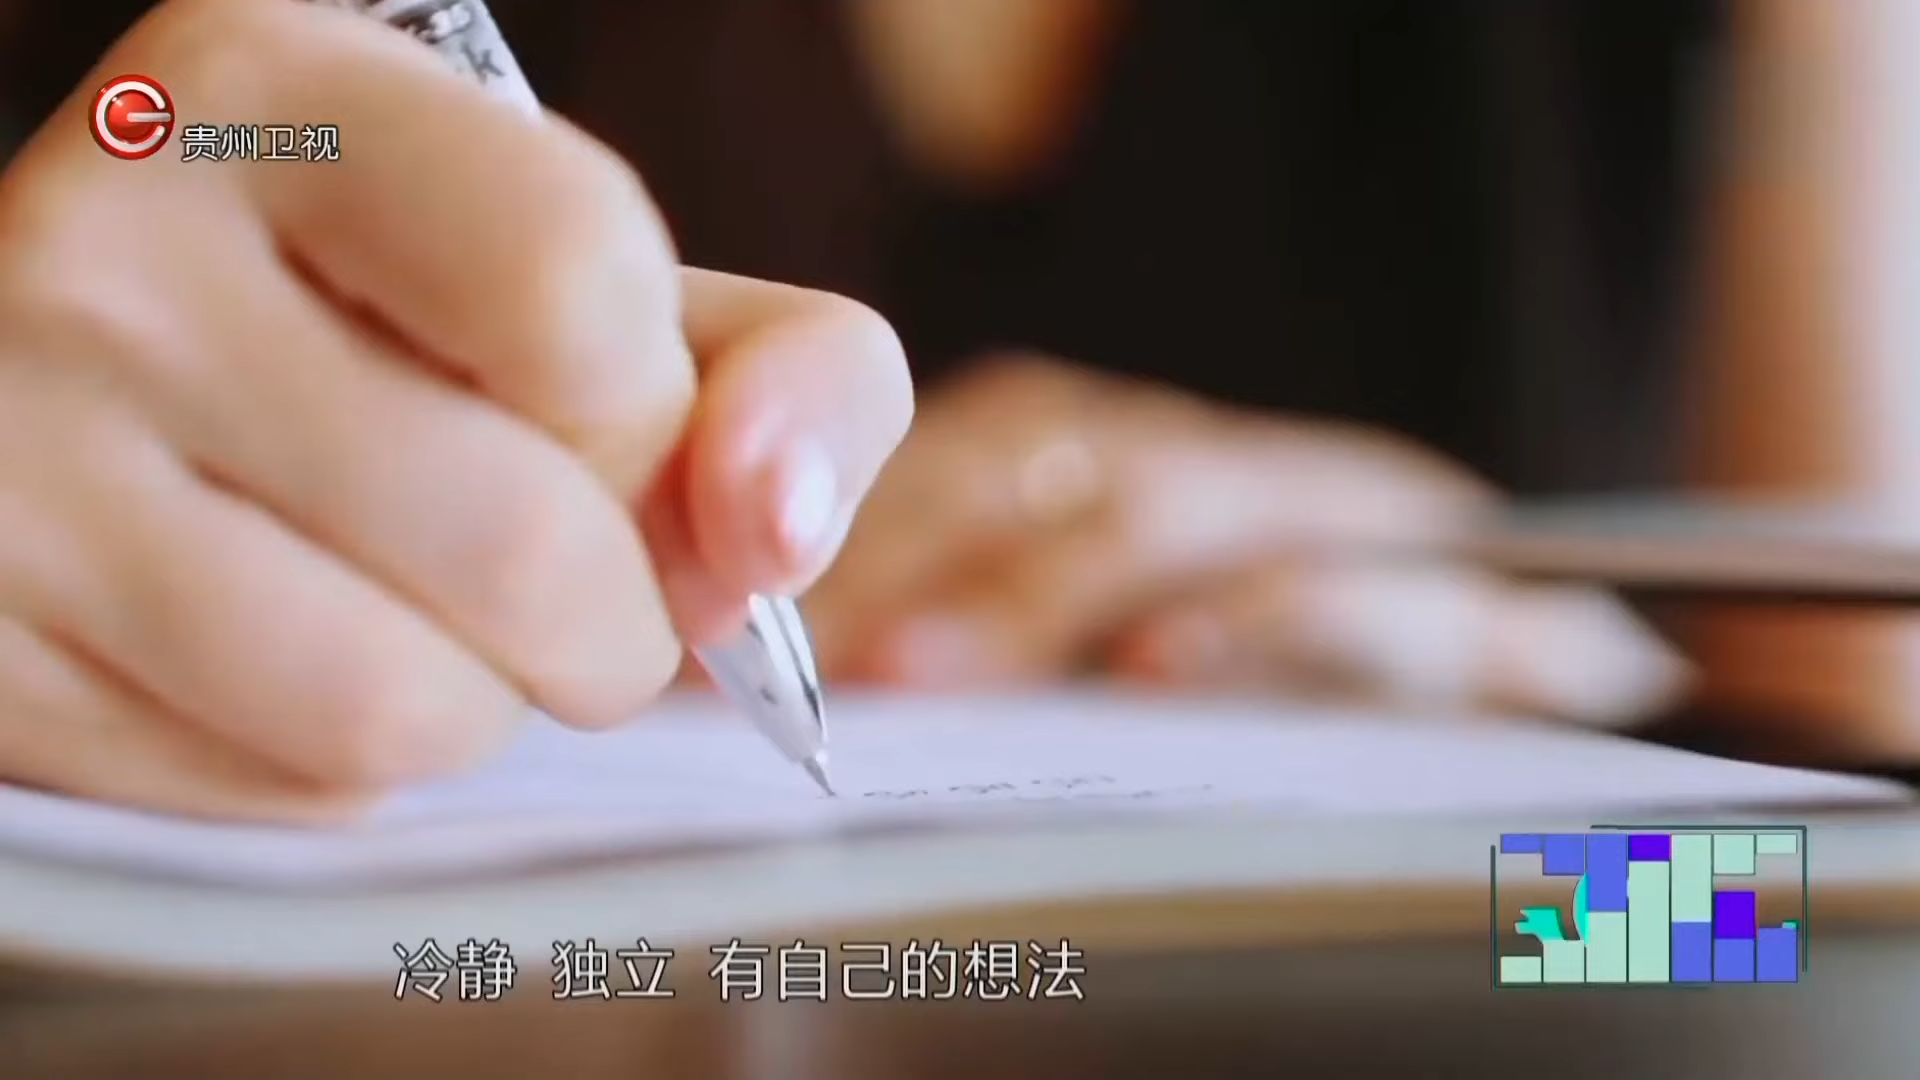 贵州卫视
冷静 独立 有自己的想法